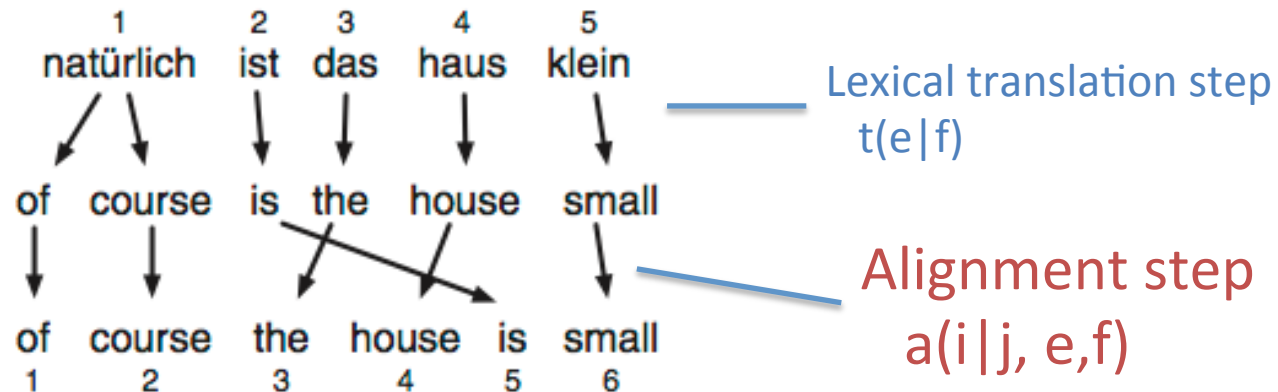 1 2 3 4 5
natürlich ist das haus klein
Lexical translation step
t(e|f)
of course is the house small
Alignment step
a(i|j, e,f)
of course the house is small
1 2 3 4 5 6